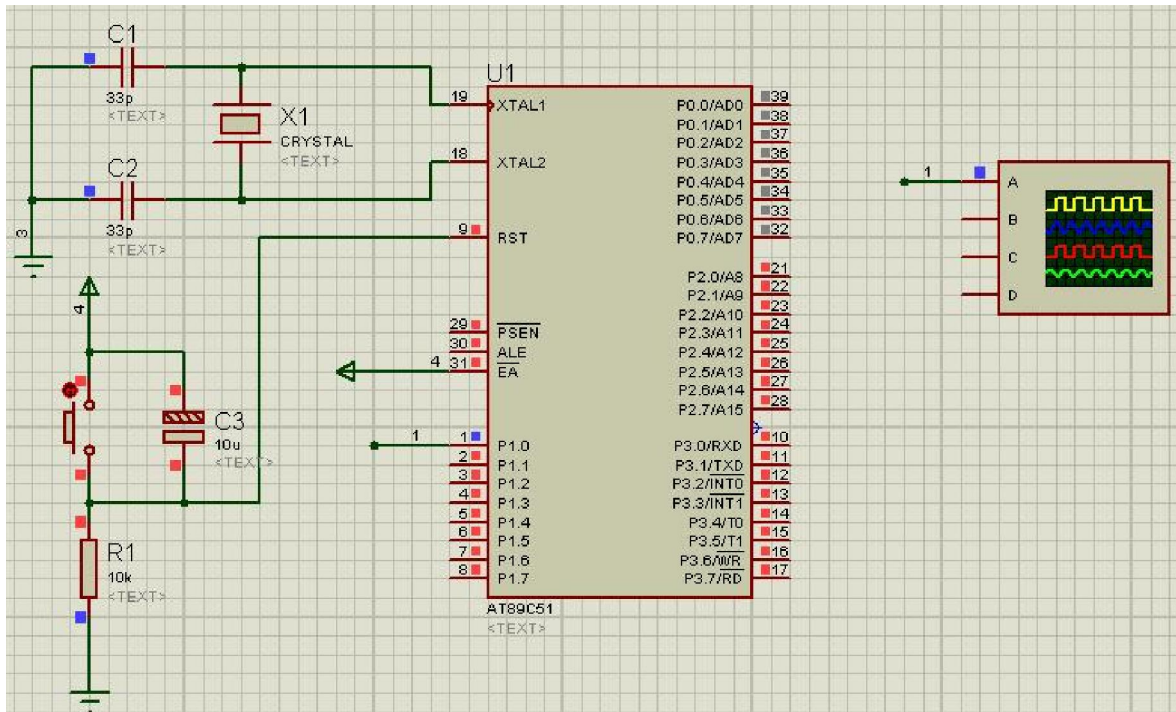 C1
33p
<TEXT>
X1
CRYSTAL
<TEXT>
C2
33p
<TEXT>
3
4
C3
10u
<TEXT>
R1
10k
<TEXT>
U1
19 XTAL1
18 XTAL2
9 RST
29 PSEN
30 ALE
4 31 EA
1 1 P1.0
2 P1.1
3 P1.2
4 P1.3
5 P1.4
6 P1.5
7 P1.6
8 P1.7
P0.0/AD0 39
P0.1/AD1 38
P0.2/AD2 37
P0.3/AD3 36
P0.4/AD4 35
P0.5/AD5 34
P0.6/AD6 33
P0.7/AD7 32
P2.0/A8 21
P2.1/A9 22
P2.2/A10 23
P2.3/A11 24
P2.4/A12 25
P2.5/A13 26
P2.6/A14 27
P2.7/A15 28
P3.0/RXD 10
P3.1/TXD 11
P3.2/INT0 12
P3.3/INT1 13
P3.4/T0 14
P3.5/T1 15
P3.6/WR 16
P3.7/RD 17
AT89C51
<TEXT>
1 A
B
C
D